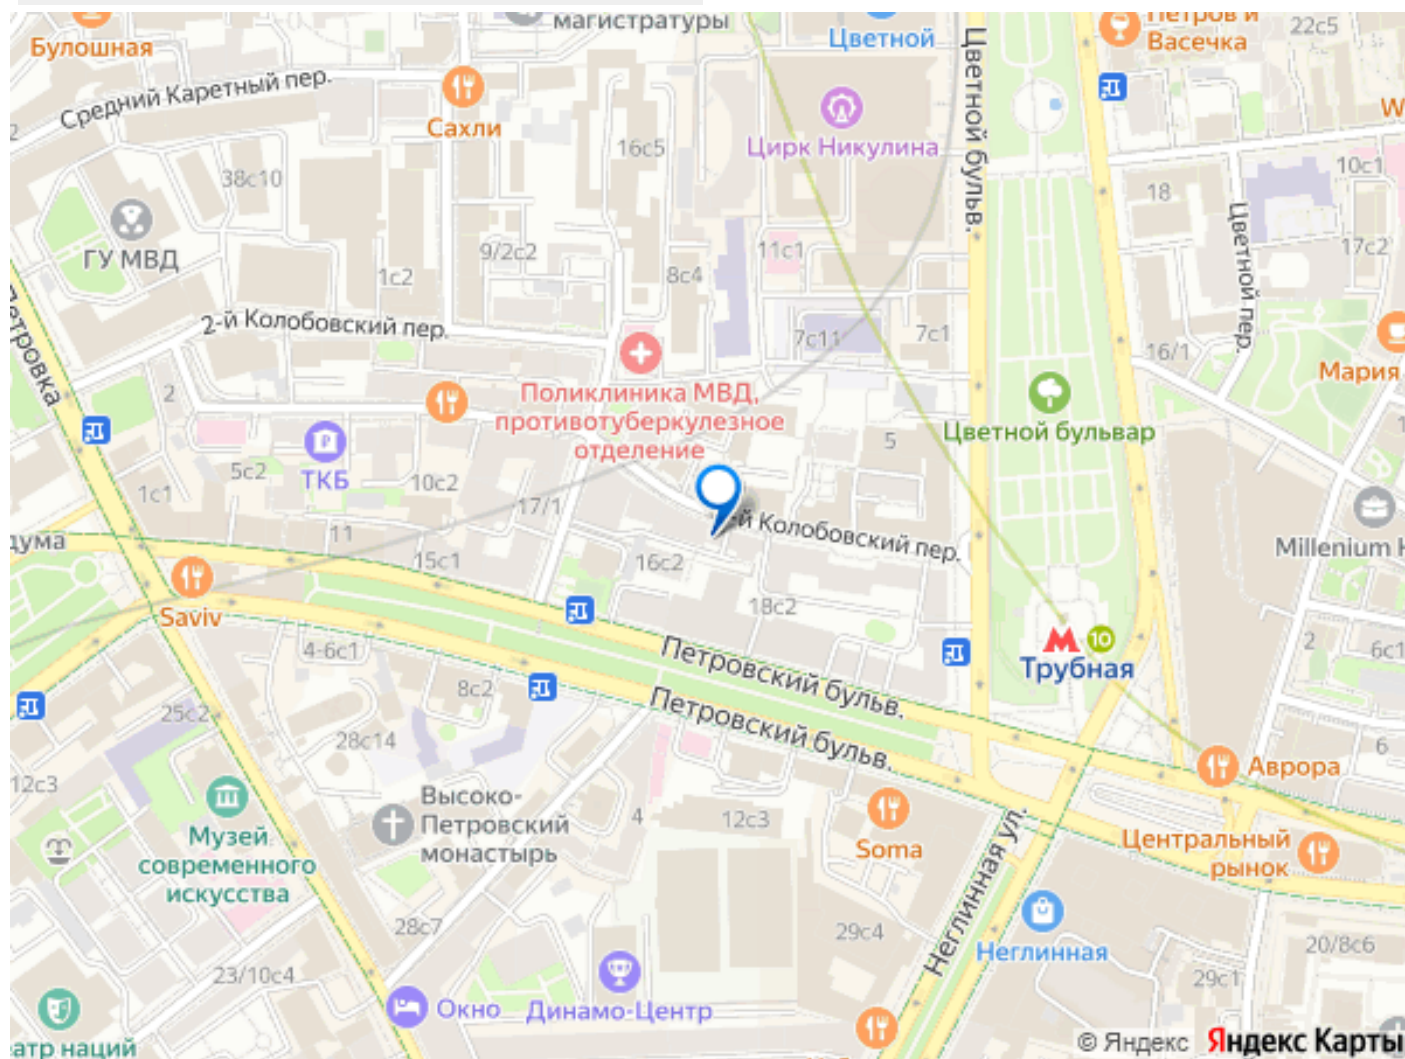 магистратуры
Булошная
Цветной
Петров и
Васечка
22с5
Средний Каретный пер.
Сахли
16с5
Цирк Никулина
Цветной бульв.
38с10
ГУ МВД
9/2с2
1с2
8с4
11с1
18
10с1
17с2
Цветной пер.
Петровка
2-й Колобовский пер.
7с11
7с1
16/1
Мария
2
Поликлиника МВД,
противотуберкулезное
отделение
Цветной бульвар
5
ТКБ
5с2
10с2
1с1
17/1
11
15с1
16с2
-й Колобовский пер.
18с2
Millenium
дума
Saviv
4-6с1
8с2
25с2
28с14
12с3
Петровский бульв.
Петровский бульв.
М
10
Трубная
2
6с1
6
Аврора
Музей
современного
искусства
Высоко-
Петровский
монастырь
4
12с3
Soma
Центральный
рынок
Неглинная ул.
28с7
23/10с4
29с4
Неглинная
20/8с6
29с1
Окно
Динамо-Центр
атр наций
© Яндекс Яндекс Карты